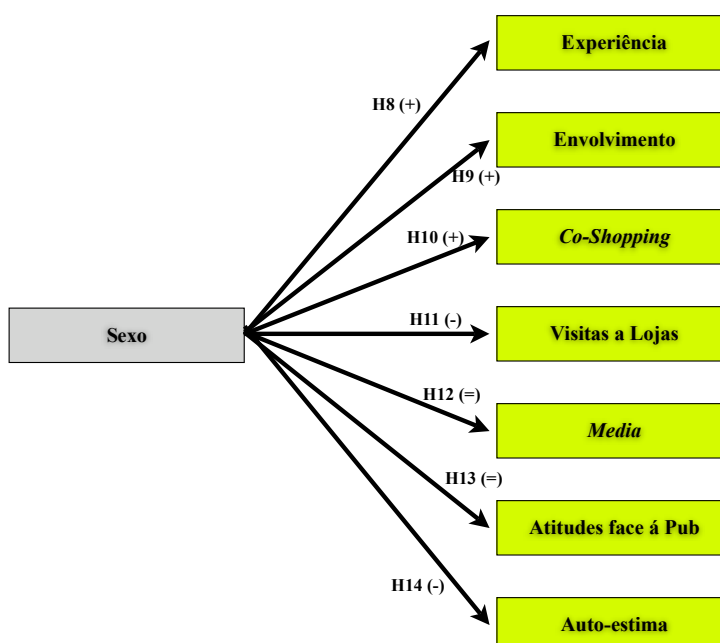 Experiência
H8 (+)
Envolvimento
H9 (+)
Co-Shopping
H10 (+)
Sexo
H11 (-)
Visitas a Lojas
H12 (=)
Media
H13 (=)
Atitudes face á Pub
H14 (-)
Auto-estima